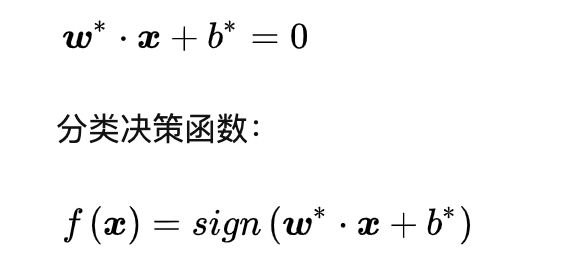 w* · x + b* = 0
分类决策函数：
f (x) = sign (w* · x + b*)